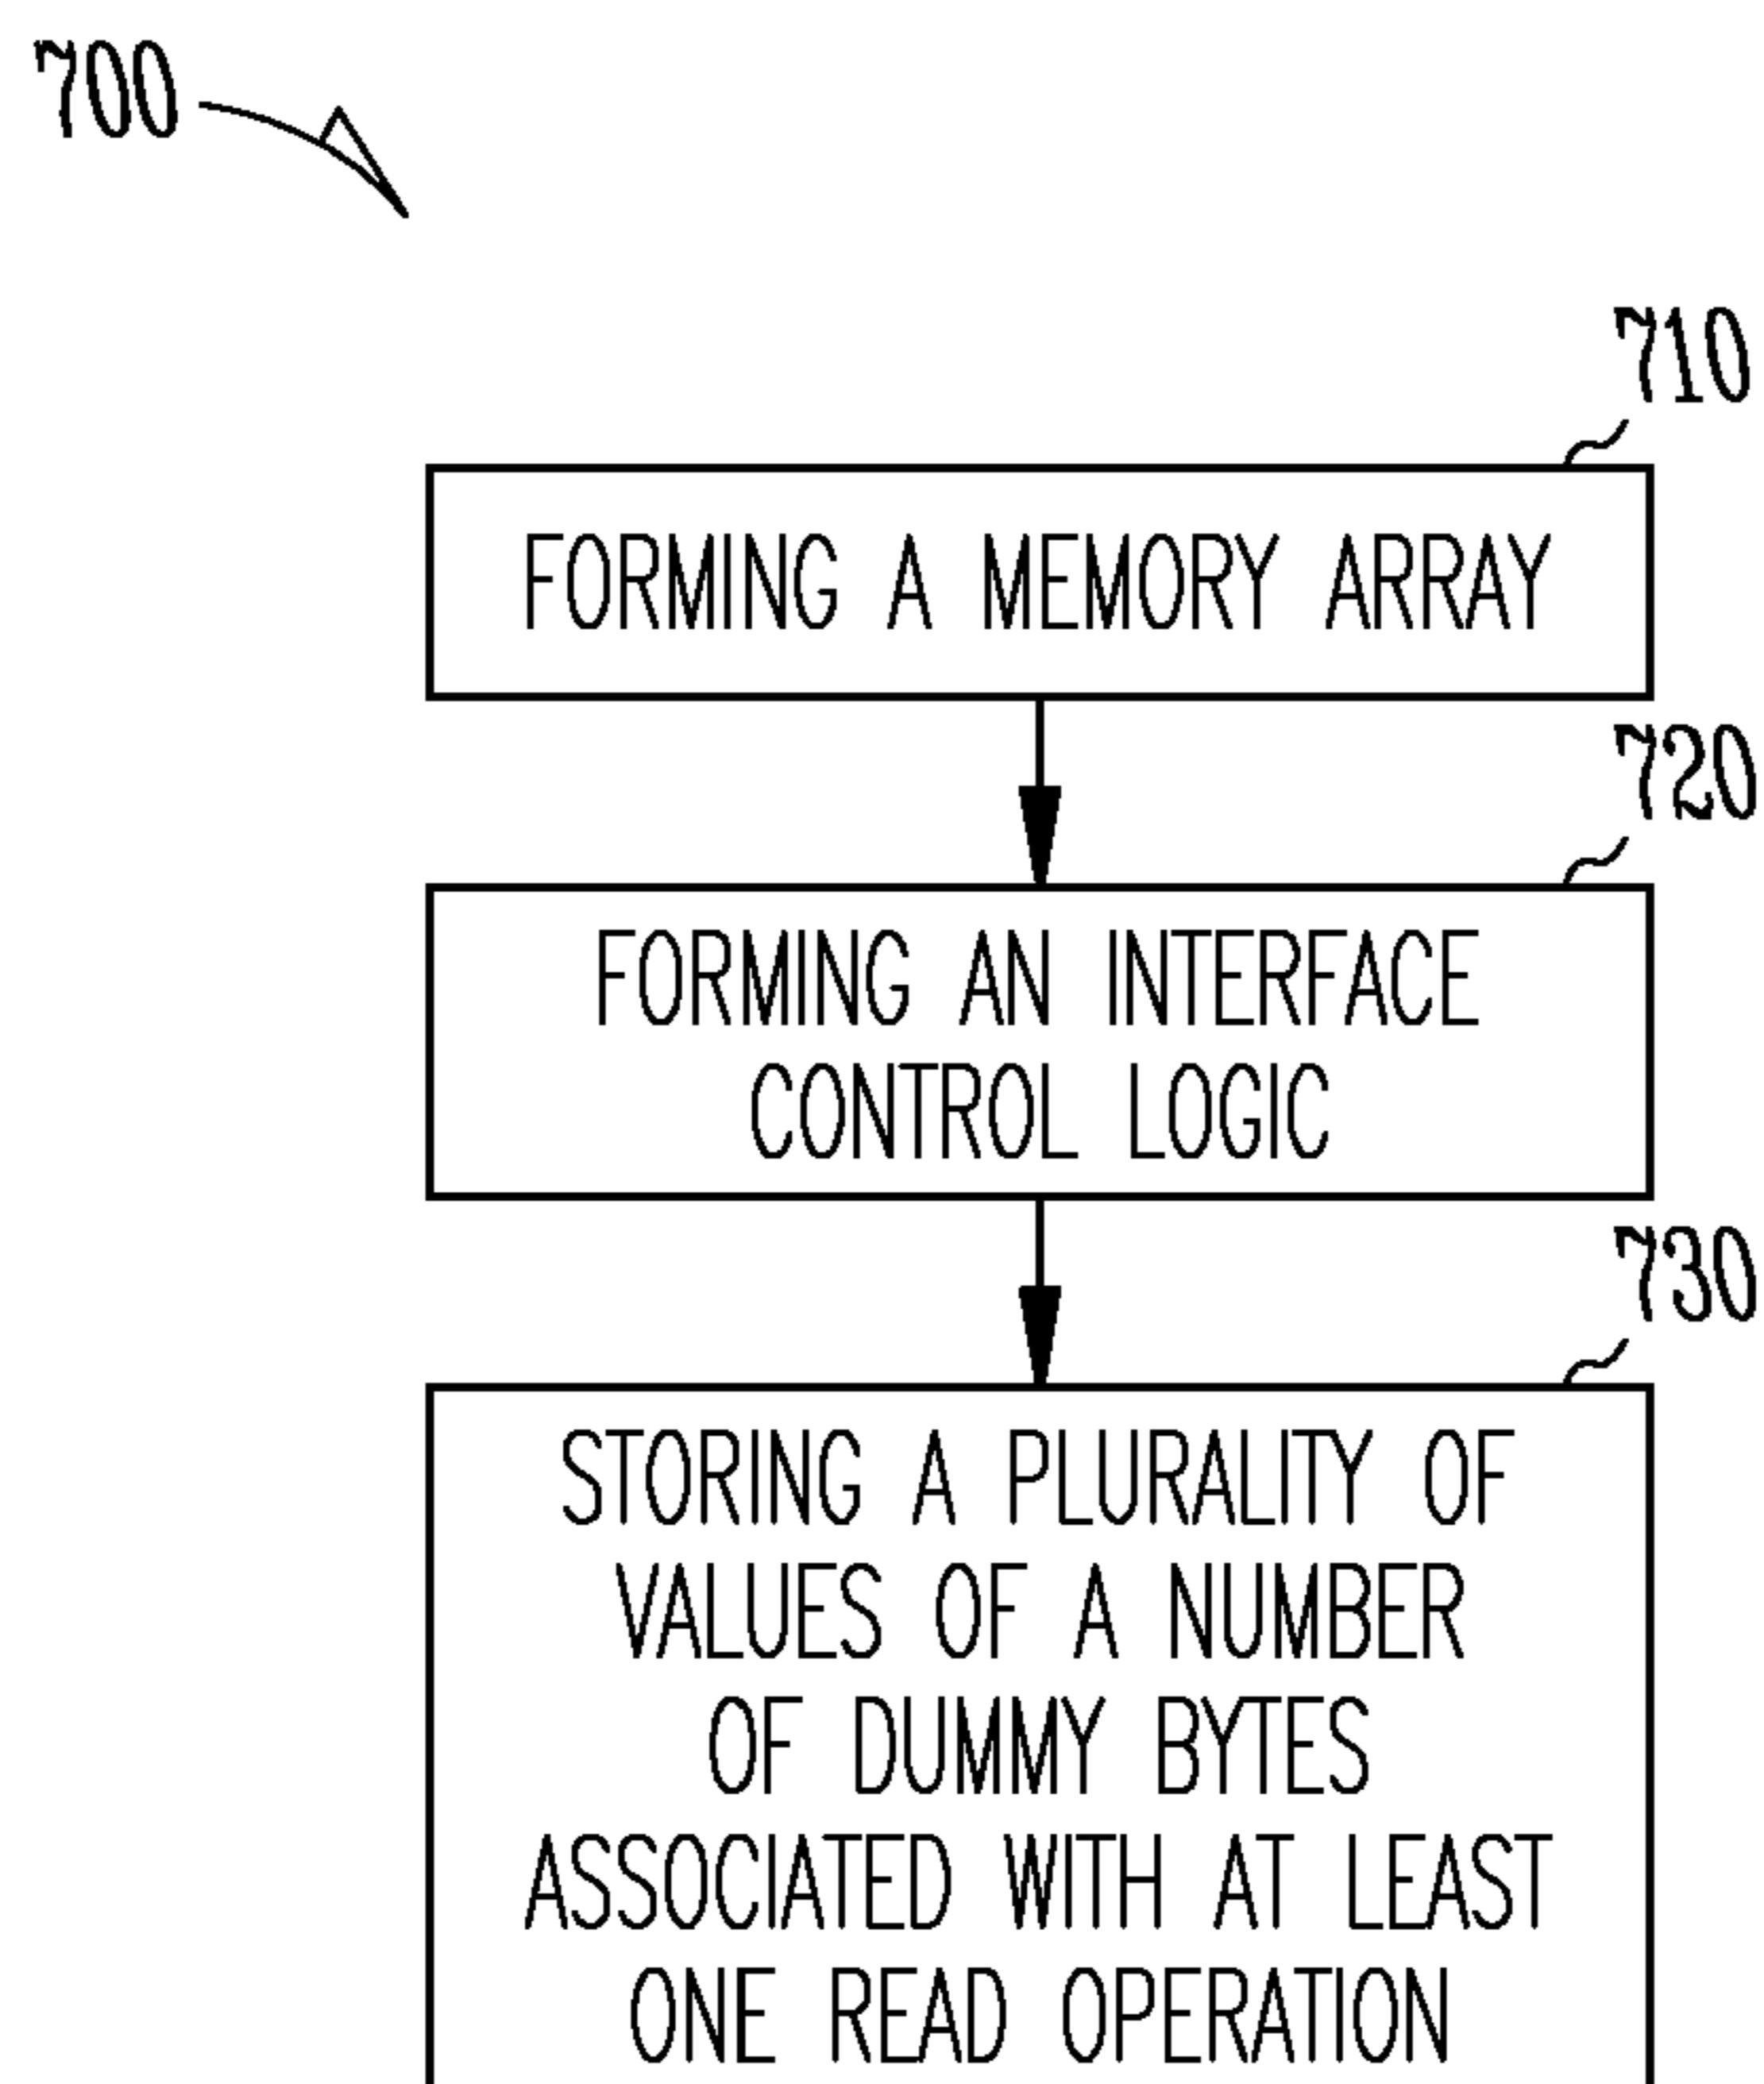 700
710
FORMING A MEMORY ARRAY
720
FORMING AN INTERFACE
CONTROL LOGIC
730
STORING A PLURALITY OF
VALUES OF A NUMBER
OF DUMMY BYTES
ASSOCIATED WITH AT LEAST
ONE READ OPERATION